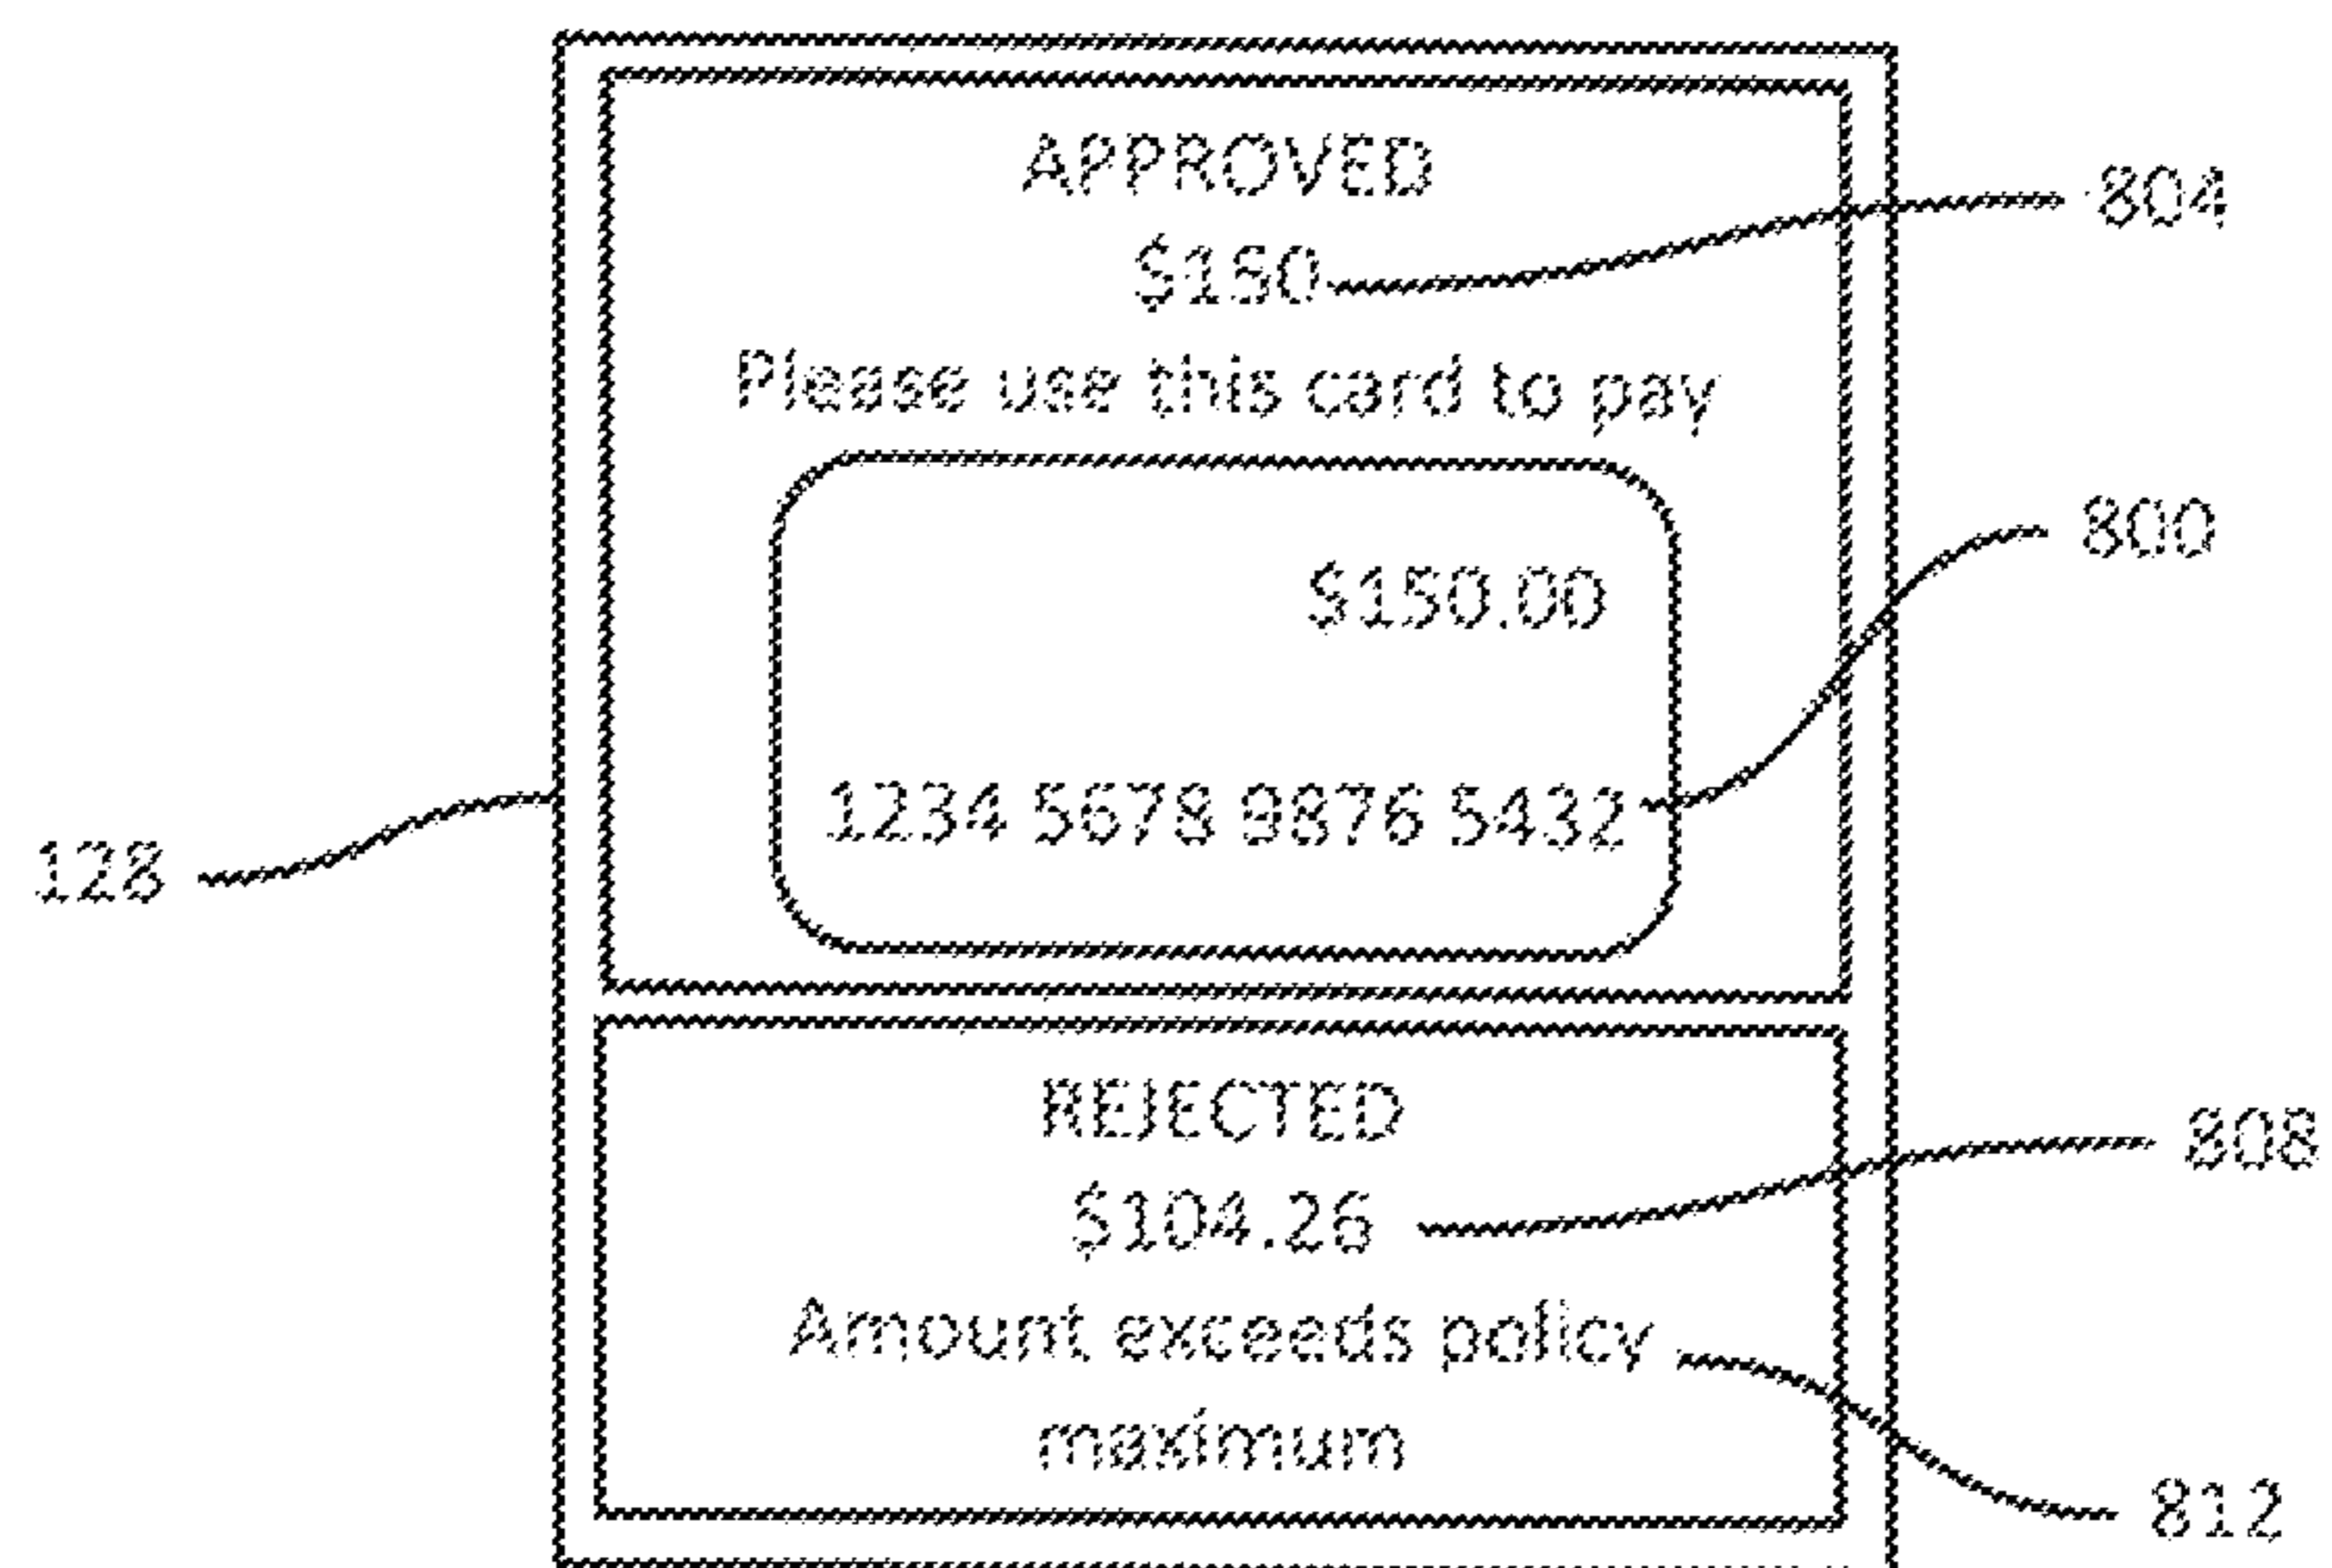 APPROVED
804
$150
Please use this card to pay
800
$150.00
1234 5678 9876 5432
128
REJECTED
808
$104.26
Amount exceeds policy
maximum
812